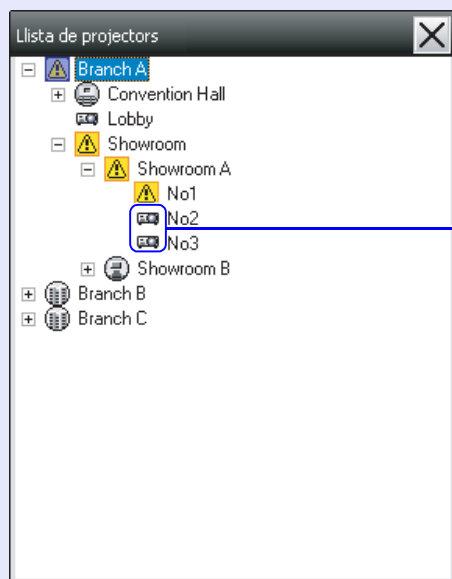 Llista de projectors
Branch A
Convention Hall
Lobby
Showroom
Showroom A
No1
No2
No3
Showroom B
Branch B
Branch C